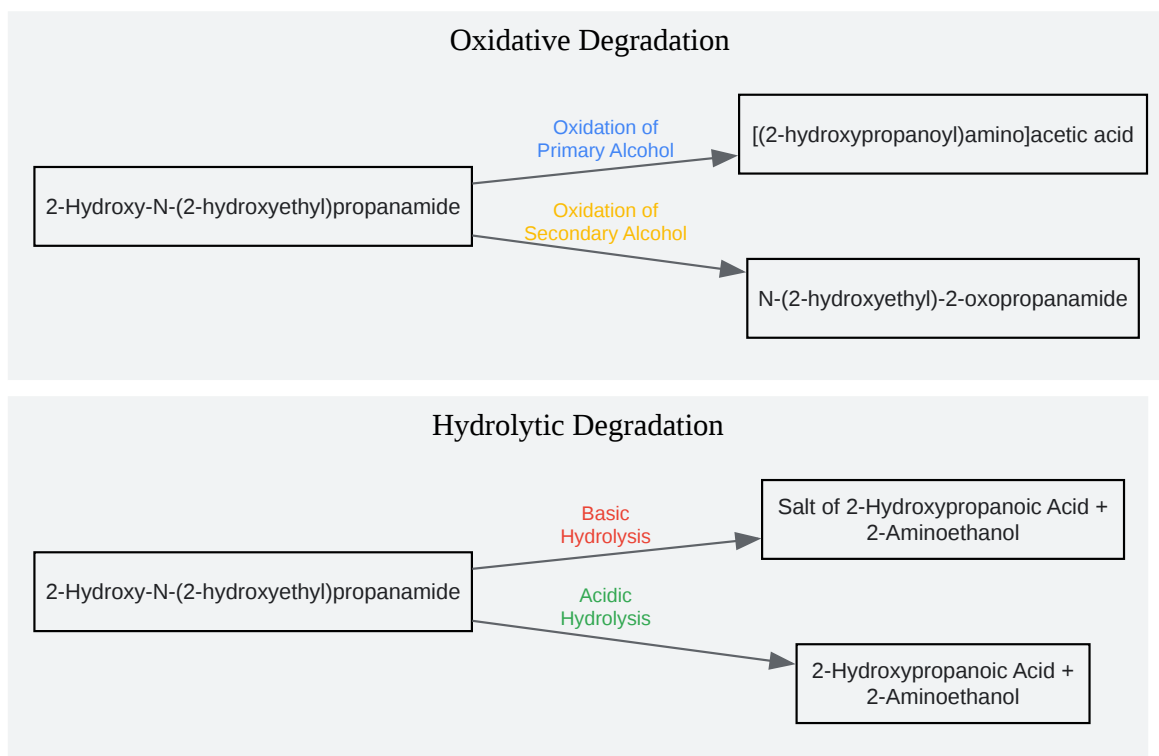 Oxidative Degradation
Oxidation of
Primary Alcohol
[(2-hydroxypropanoyl)amino]acetic acid
2-Hydroxy-N-(2-hydroxyethyl)propanamide
Oxidation of
Secondary Alcohol
N-(2-hydroxyethyl)-2-oxopropanamide
Hydrolytic Degradation
Basic
Hydrolysis
Salt of 2-Hydroxypropanoic Acid +
2-Aminoethanol
2-Hydroxy-N-(2-hydroxyethyl)propanamide
Acidic
Hydrolysis
2-Hydroxypropanoic Acid +
2-Aminoethanol